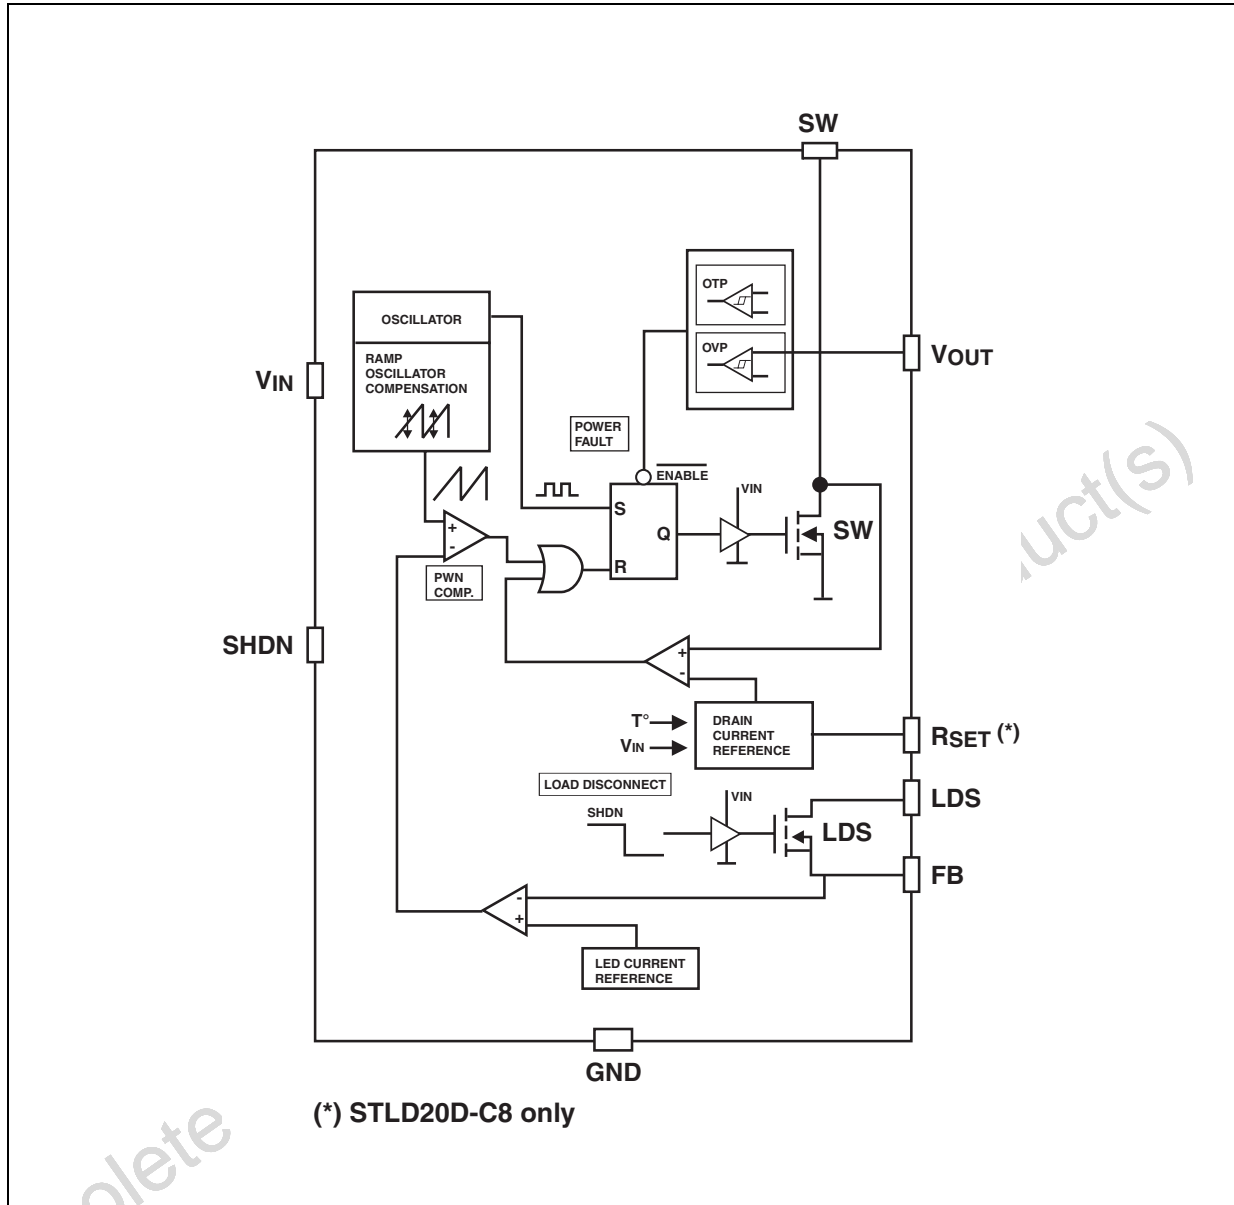 SW
OTP
OSCILLATOR
OVP
VOUT
RAMP
OSCILLATOR
COMPENSATION
VIN
POWER
FAULT
ENABLE
VIN
S
Q
SW
+
-
R
PWN
COMP.
SHDN
+
-
T°
VIN
DRAIN
CURRENT
REFERENCE
RSET (*)
LOAD DISCONNECT
SHDN
VIN
LDS
LDS
FB
-
+
LED CURRENT
REFERENCE
GND
(*) STLD20D-C8 only